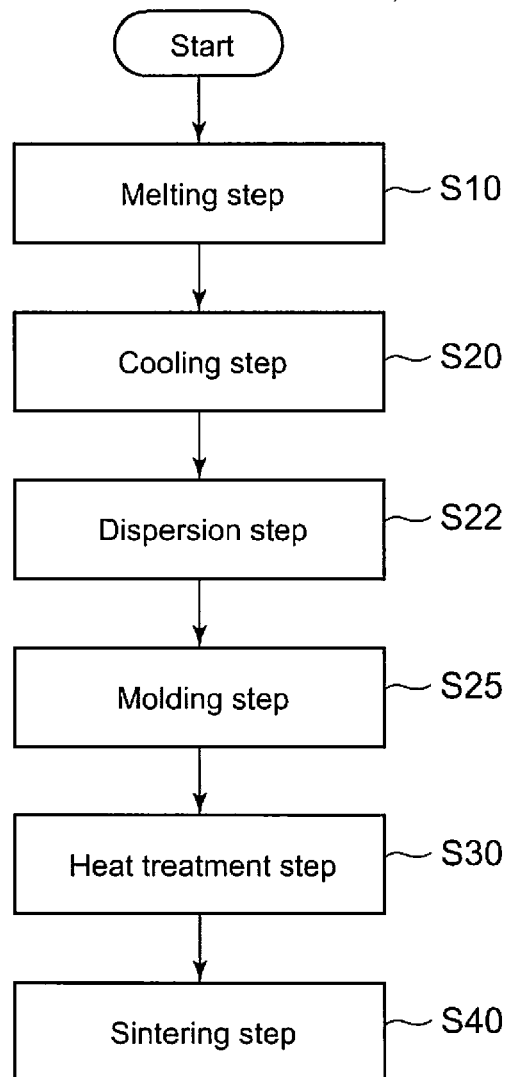 Start
Melting step
S10
Cooling step
S20
Dispersion step
S22
Molding step
S25
Heat treatment step
S30
Sintering step
S40